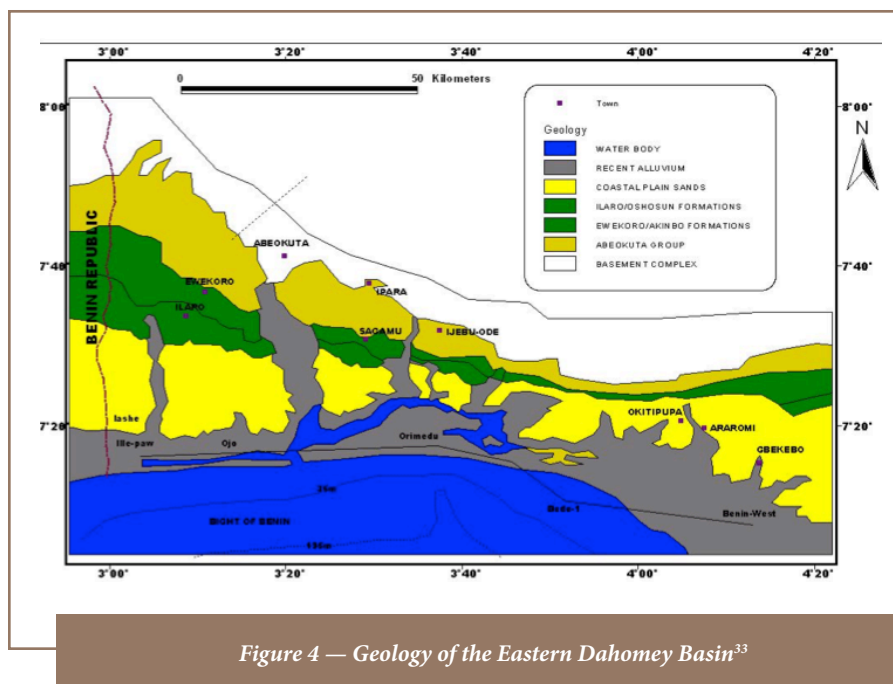 3°00' 3°20' 3°40' 4°00' 4°20'
0 50 Kilometers
8°00' 8°00'
Town
N
Geology
WATER BODY
RECENT ALLUVIUM
COASTAL PLAIN SANDS
ILARO/OSHOSUN FORMATIONS
EWEKORO/AKINBO FORMATIONS
ABEOKUTA GROUP
BASEMENT COMPLEX
BENIN REPUBLIC
ABEOKUTA
7°40' 7°40'
EWEKORO
IPARA
ILARO
SAGAMU
IJEBU-ODE
OKITIPUPA
Iashe
7°20' 7°20'
ARAROMI
Ille-paw
Ojo
Orimedu
GBEKEBO
BIGHT OF BENIN
Bodo-1
Benin-West
3°00' 3°20' 3°40' 4°00' 4°20'
Figure 4 — Geology of the Eastern Dahomey Basin³³